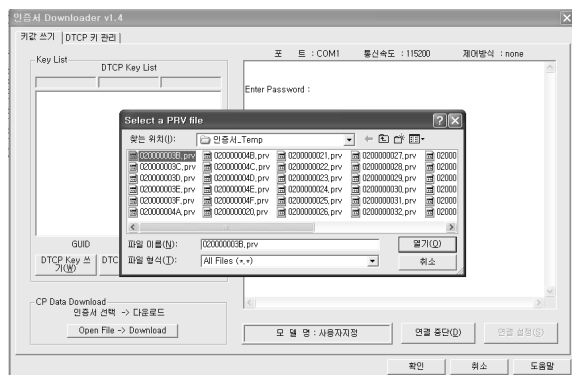 인증서 Downloader v1.4
키값 쓰기 DTCP 키 관리
포 트 : COM1 통신속도 : 115200 제어방식 : none
Key List
DTCP Key List
Enter Password :
Select a PRV file
찾는 위치(I): 인증서_Temp
020000003B.prv 020000004B.prv 0200000021.prv 0200000027.prv 02000
020000003C.prv 020000004C.prv 0200000022.prv 0200000028.prv 02000
020000003D.prv 020000004D.prv 0200000023.prv 0200000029.prv 02000
020000003E.prv 020000004E.prv 0200000024.prv 0200000030.prv 02000
020000003F.prv 020000004F.prv 0200000025.prv 0200000031.prv 02000
020000004A.prv 0200000020.prv 0200000026.prv 0200000032.prv 02000
파일 이름(N): 020000003B.prv 열기(O)
파일 형식(T): All Files (*.*) 취소
GUID
DTCP Key 쓰기(W) DTC
CP Data Download
인증서 선택 -> 다운로드
Open File -> Download
모 델 명 : 사용자지정 연결 중단(D) 연결 설정(S)
확인 취소 도움말